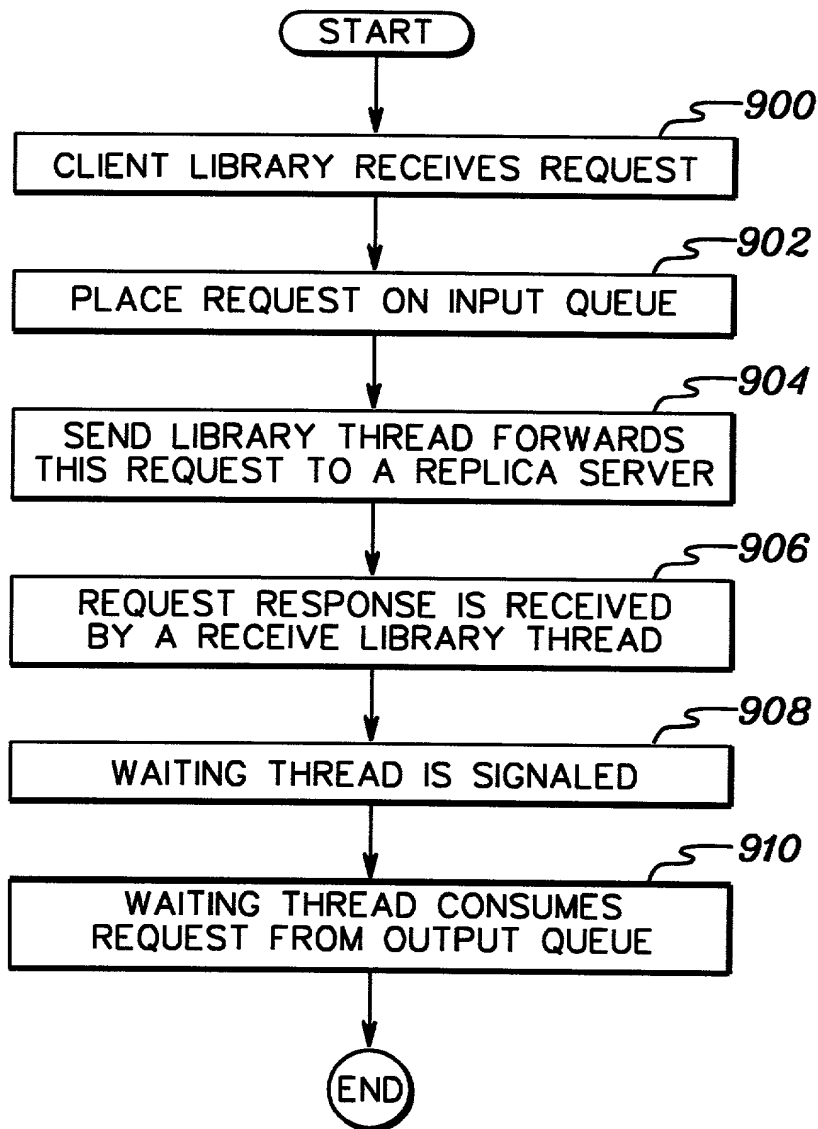 START
900
CLIENT LIBRARY RECEIVES REQUEST
902
PLACE REQUEST ON INPUT QUEUE
904
SEND LIBRARY THREAD FORWARDS
THIS REQUEST TO A REPLICA SERVER
906
REQUEST RESPONSE IS RECEIVED
BY A RECEIVE LIBRARY THREAD
908
WAITING THREAD IS SIGNALED
910
WAITING THREAD CONSUMES
REQUEST FROM OUTPUT QUEUE
END